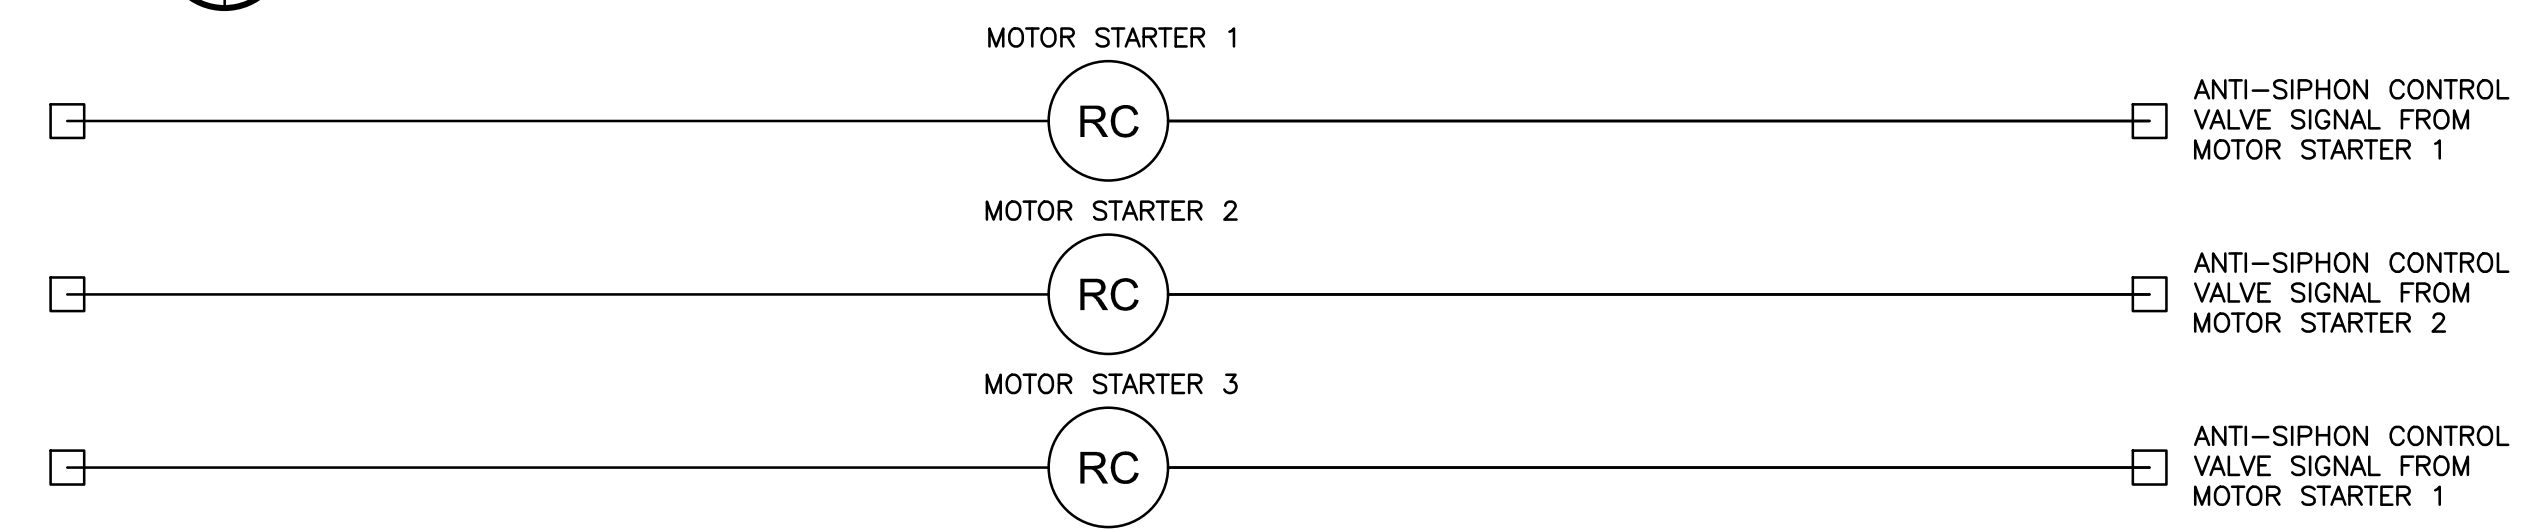 MOTOR STARTER 1
RC
ANTI-SIPHON CONTROL
VALVE SIGNAL FROM
MOTOR STARTER 1
MOTOR STARTER 2
RC
ANTI-SIPHON CONTROL
VALVE SIGNAL FROM
MOTOR STARTER 2
MOTOR STARTER 3
RC
ANTI-SIPHON CONTROL
VALVE SIGNAL FROM
MOTOR STARTER 1